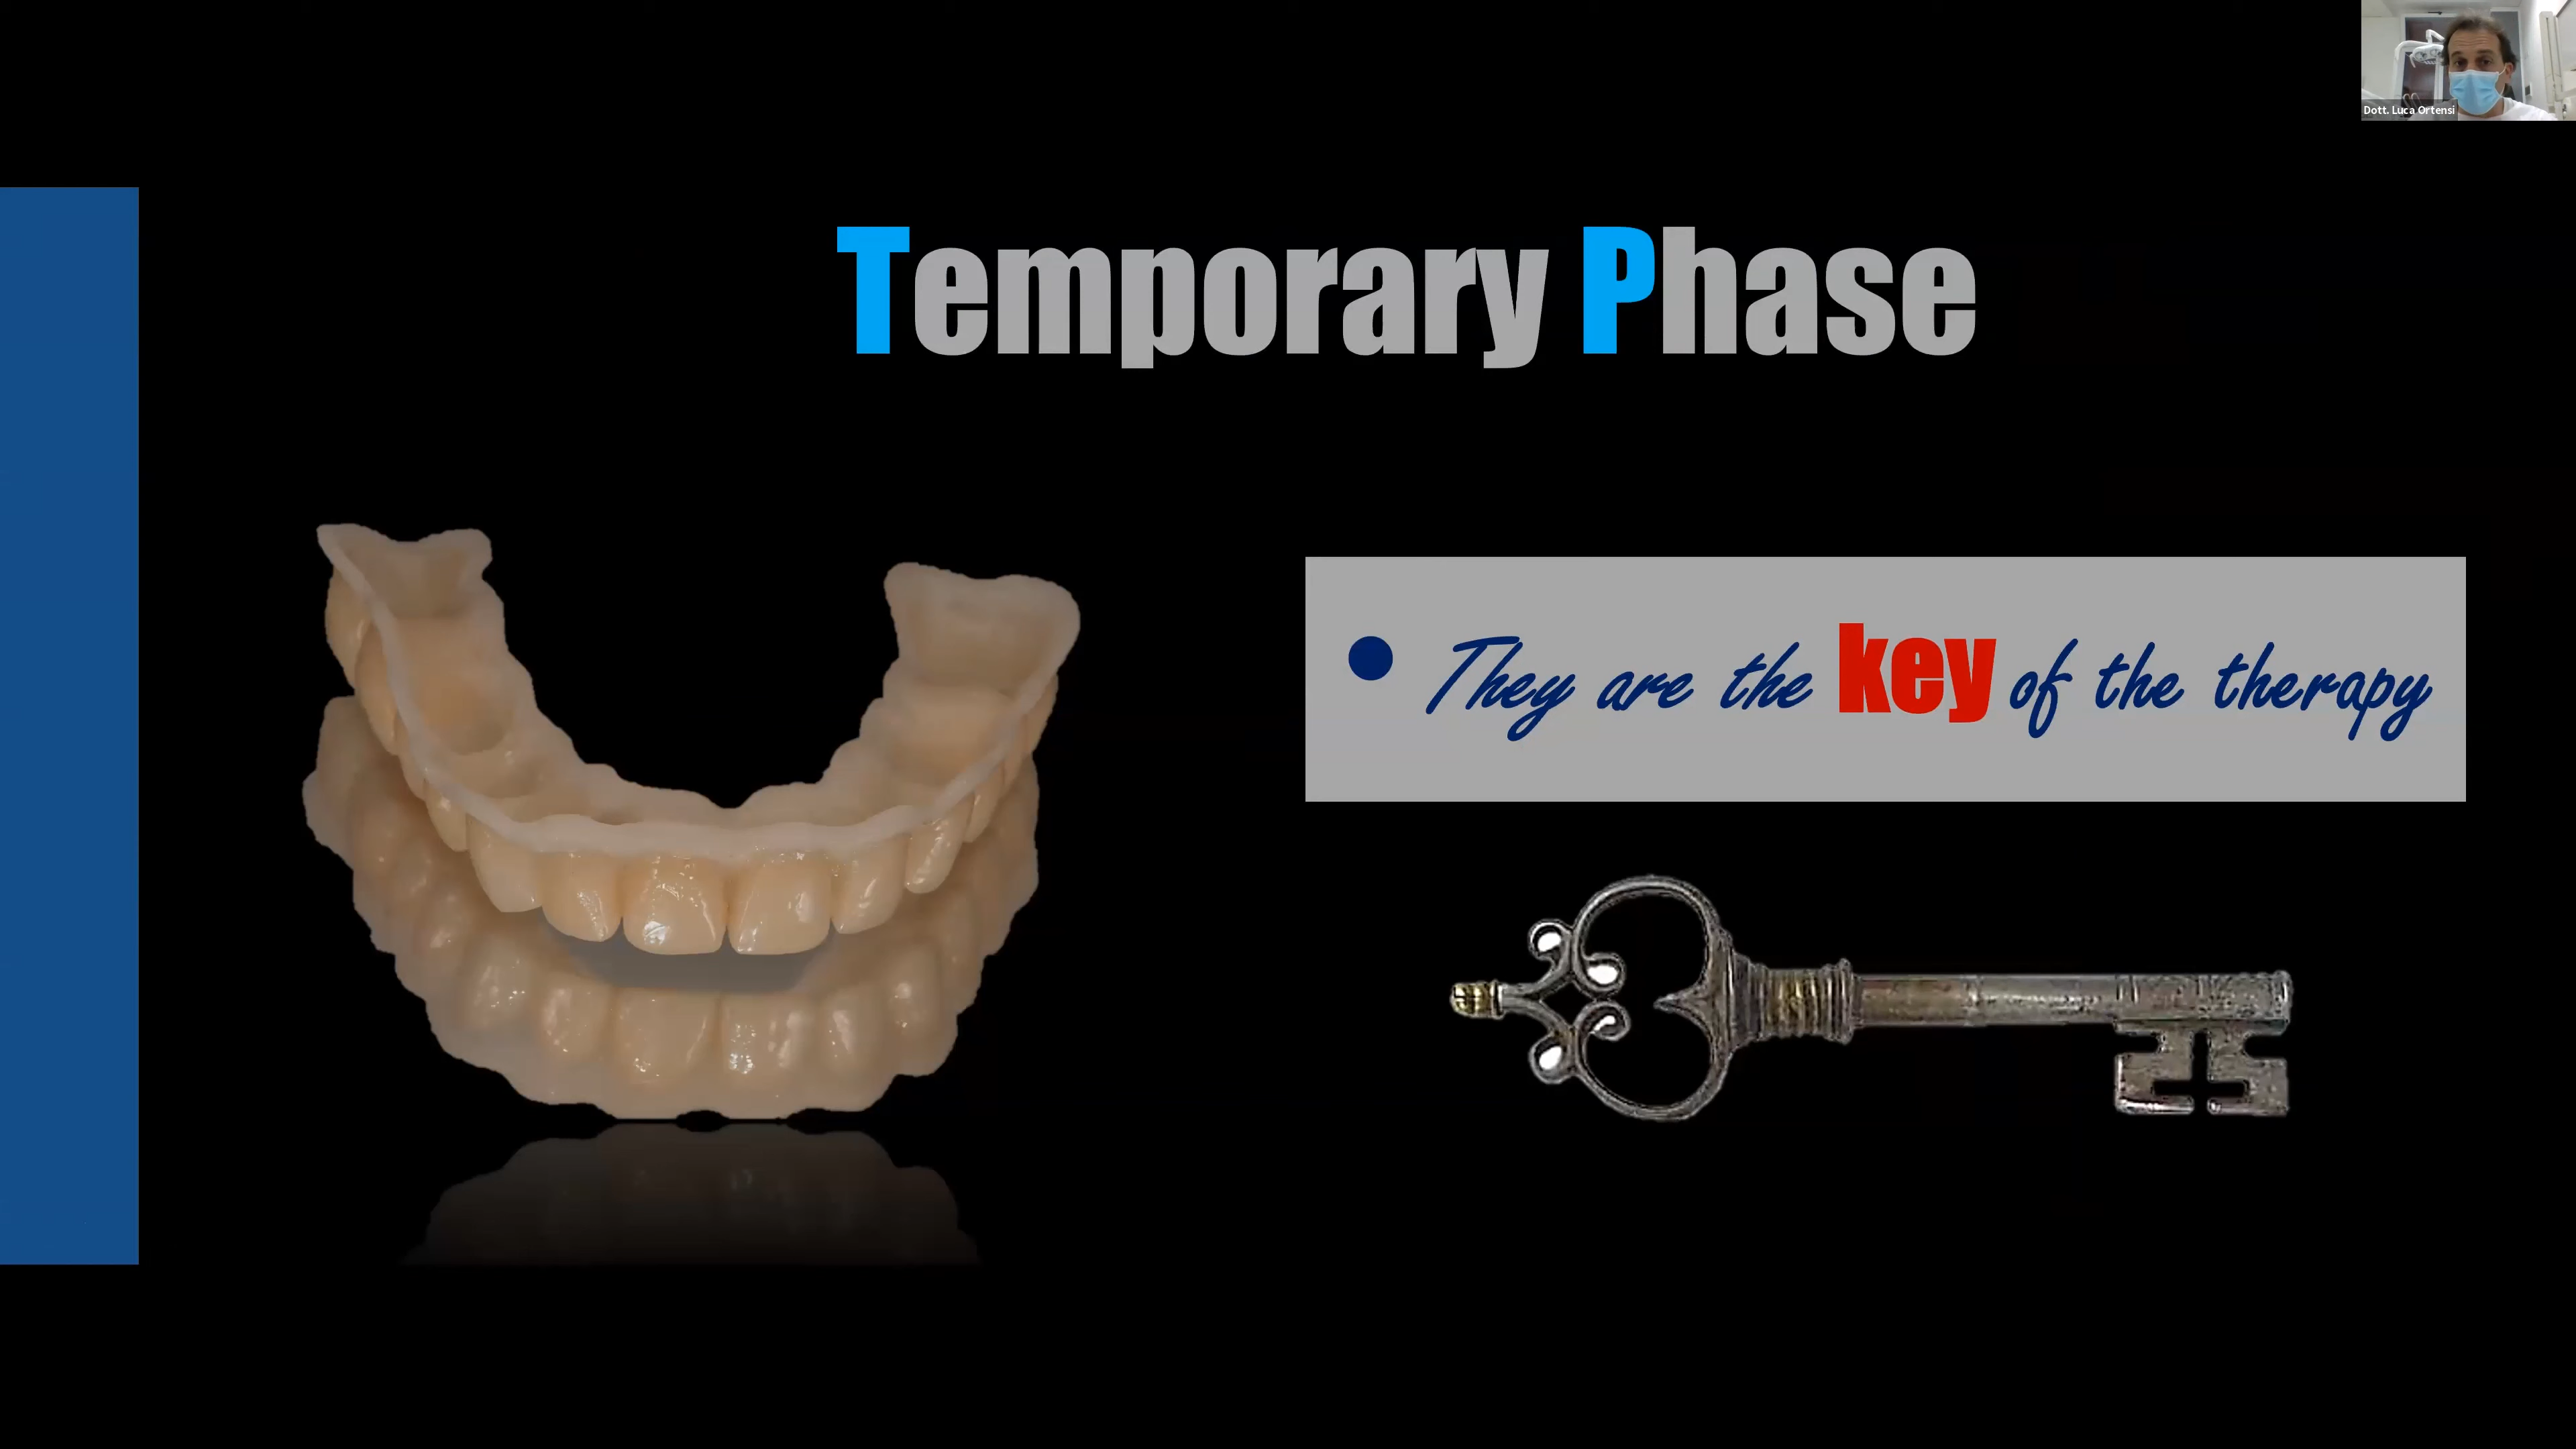 Dott. Luca Ortensi
Temporary Phase
• They are the key of the therapy